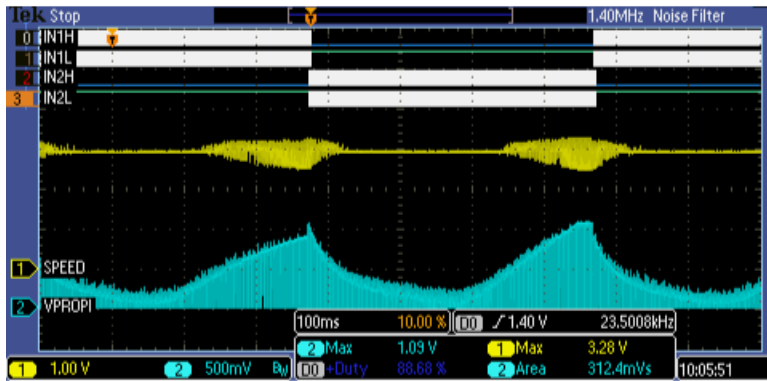 Tek Stop 1.40MHz Noise Filter
0 IN1H
1 IN1L
2 IN2H
3 IN2L
1 SPEED
2 VPROPI
100ms 10.00 % D0 1.40 V 23.5008kHz
2 Max 1.09 V 1 Max 3.28 V
1 1.00 V 2 500mV BW D0 +Duty 88.68 % 2 Area 312.4mVs 10:05:51